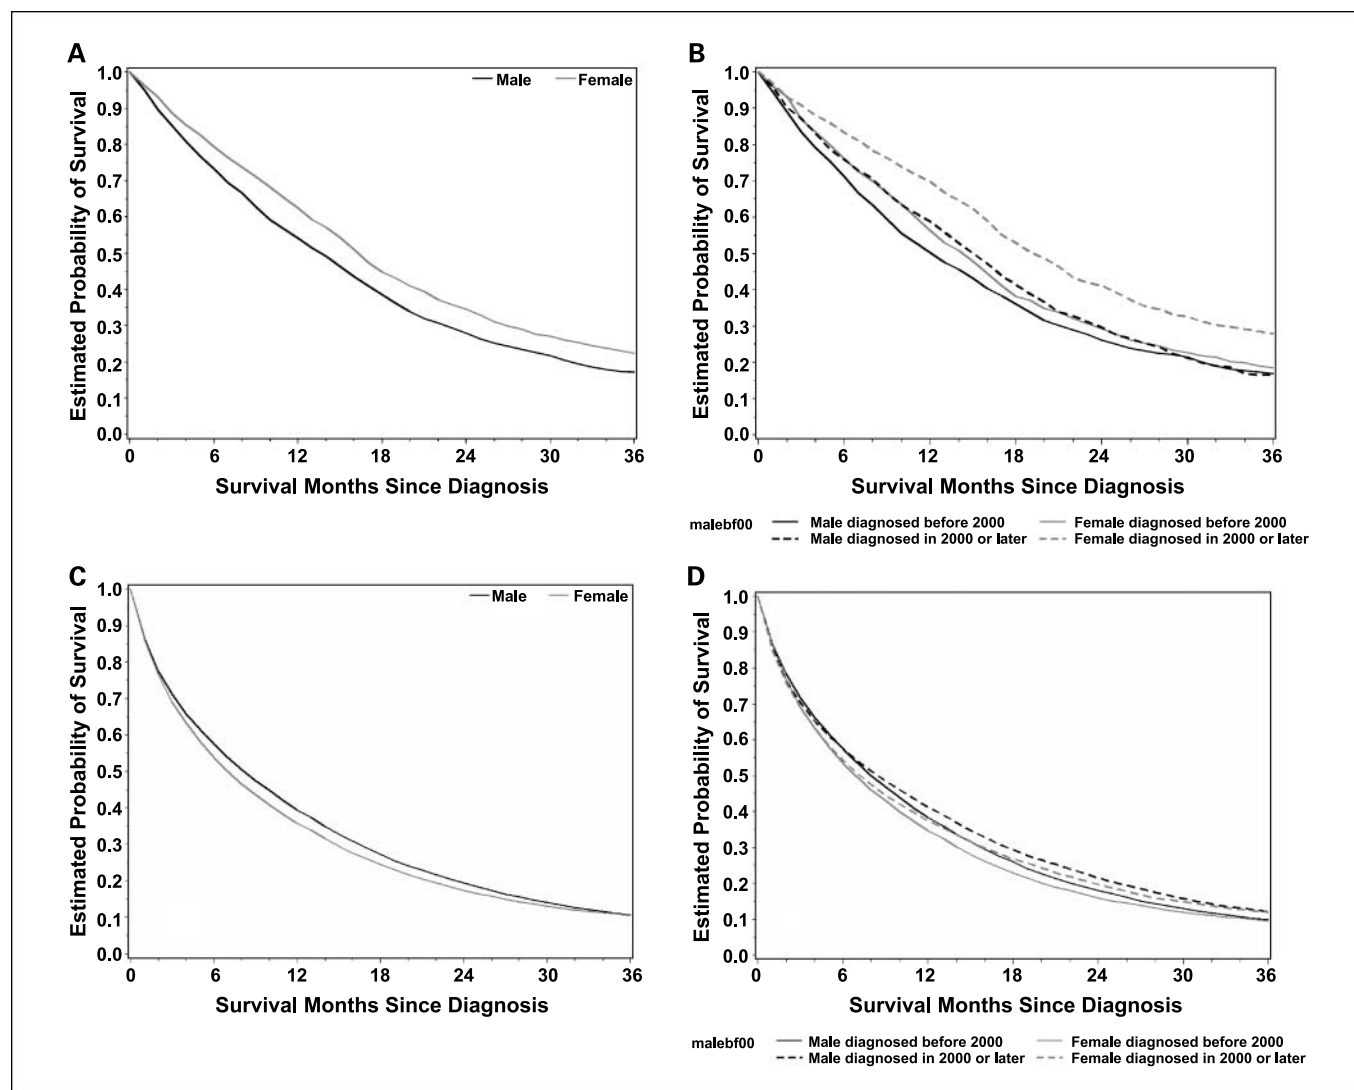 A
Male Female
Estimated Probability of Survival
1.0
0.9
0.8
0.7
0.6
0.5
0.4
0.3
0.2
0.1
0.0
0 6 12 18 24 30 36
Survival Months Since Diagnosis
B
Estimated Probability of Survival
1.0
0.9
0.8
0.7
0.6
0.5
0.4
0.3
0.2
0.1
0.0
0 6 12 18 24 30 36
Survival Months Since Diagnosis
malebf00 Male diagnosed before 2000 Female diagnosed before 2000
Male diagnosed in 2000 or later Female diagnosed in 2000 or later
C
Male Female
Estimated Probability of Survival
1.0
0.9
0.8
0.7
0.6
0.5
0.4
0.3
0.2
0.1
0.0
0 6 12 18 24 30 36
Survival Months Since Diagnosis
D
Estimated Probability of Survival
1.0
0.9
0.8
0.7
0.6
0.5
0.4
0.3
0.2
0.1
0.0
0 6 12 18 24 30 36
Survival Months Since Diagnosis
malebf00 Male diagnosed before 2000 Female diagnosed before 2000
Male diagnosed in 2000 or later Female diagnosed in 2000 or later